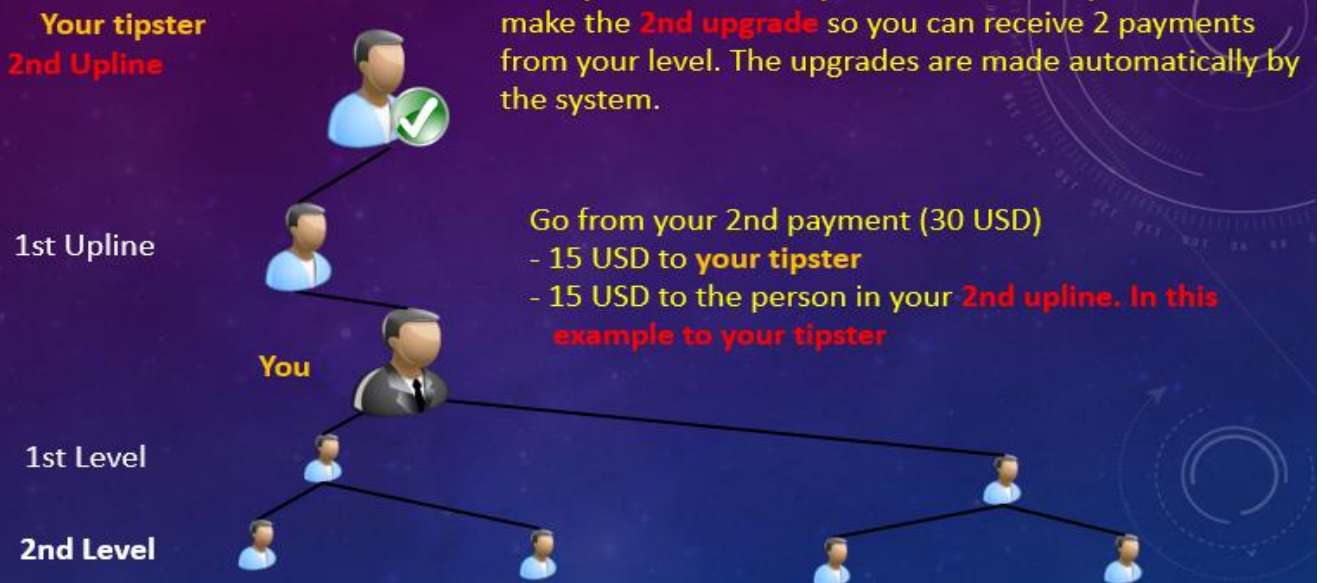 Your tipster
2nd Upline
make the 2nd upgrade so you can receive 2 payments
from your level. The upgrades are made automatically by
the system.
1st Upline
Go from your 2nd payment (30 USD)
- 15 USD to your tipster
- 15 USD to the person in your 2nd upline. In this
example to your tipster
You
1st Level
2nd Level